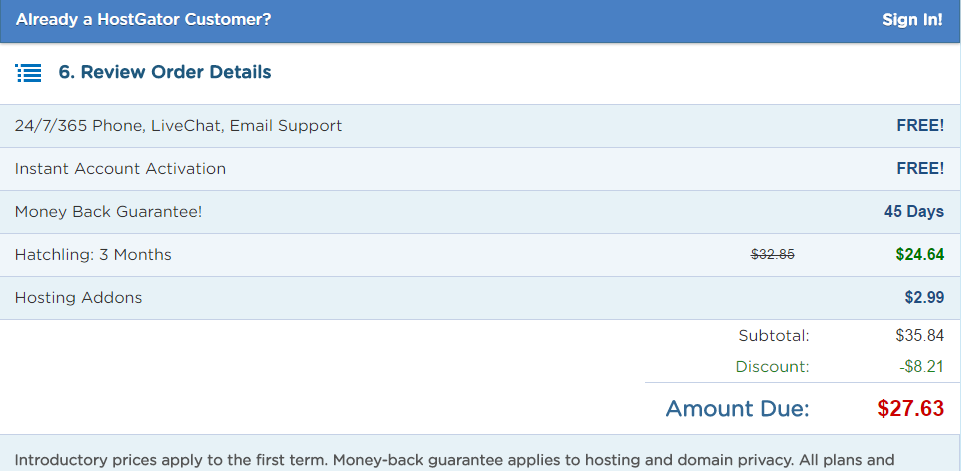 Already a HostGator Customer? Sign In!
6. Review Order Details
24/7/365 Phone, LiveChat, Email Support FREE!
Instant Account Activation FREE!
Money Back Guarantee! 45 Days
Hatchling: 3 Months $32.85 $24.64
Hosting Addons $2.99
Subtotal: $35.84
Discount: -$8.21
Amount Due: $27.63
Introductory prices apply to the first term. Money-back guarantee applies to hosting and domain privacy. All plans and